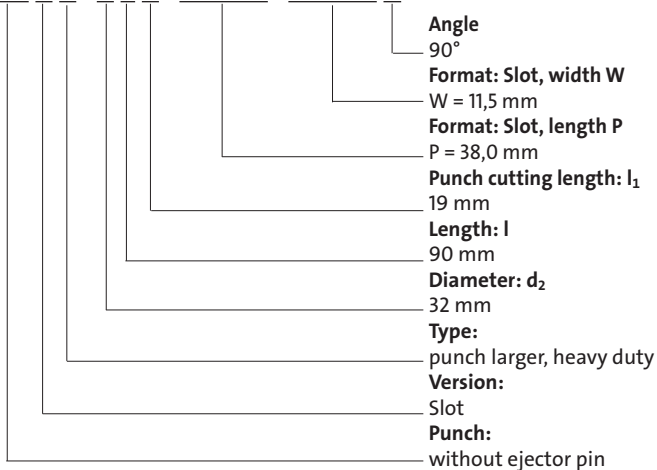 Angle
90°
Format: Slot, width W
W = 11,5 mm
Format: Slot, length P
P = 38,0 mm
Punch cutting length: l₁
19 mm
Length: l
90 mm
Diameter: d₂
32 mm
Type:
punch larger, heavy duty
Version:
Slot
Punch:
without ejector pin